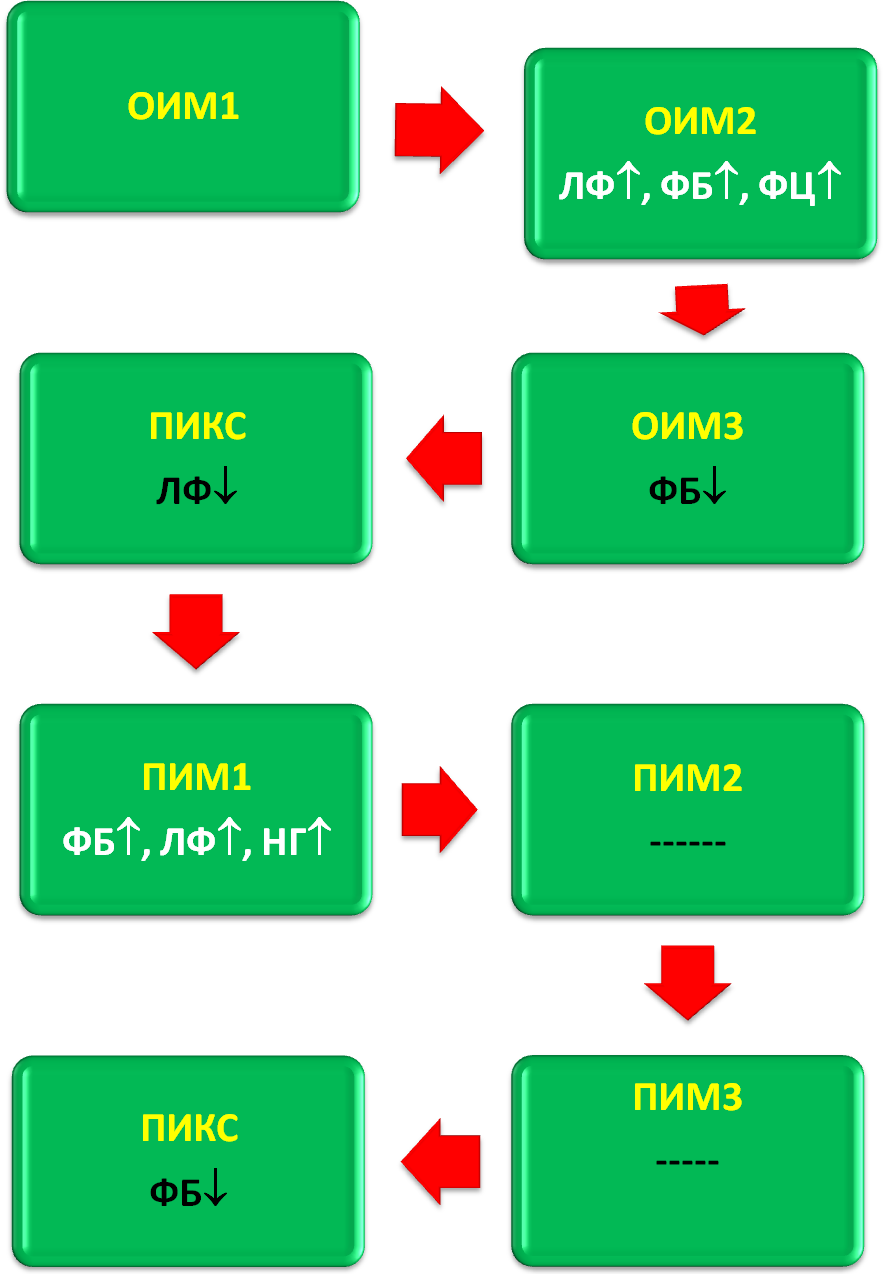 ОИМ1
ОИМ2
ЛФ↑, ФБ↑, ФЦ↑
ОИМ3
ФБ↓
ПИКС
ЛФ↓
ПИМ1
ФБ↑, ЛФ↑, НГ↑
ПИМ2
------
ПИМ3
-----
ПИКС
ФБ↓